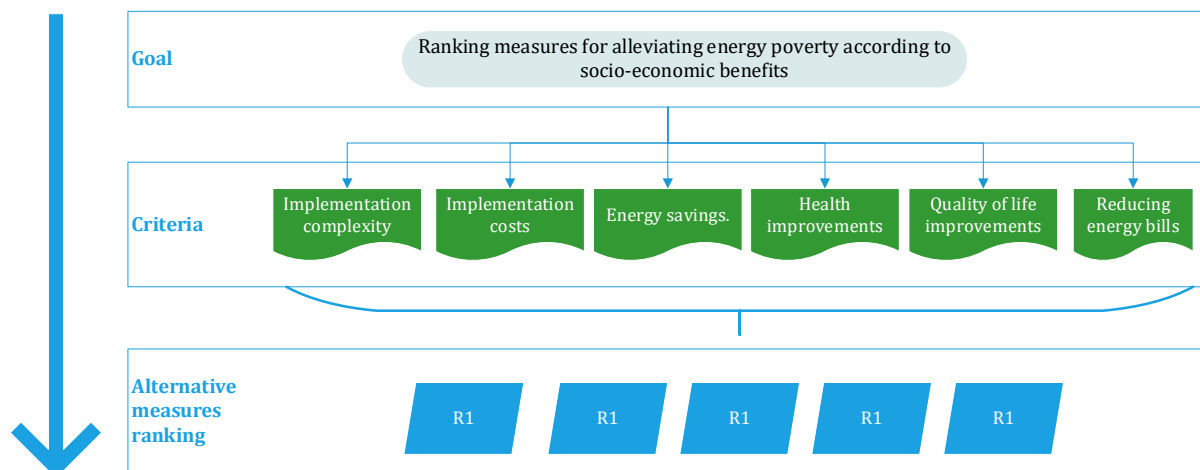 Goal
Ranking measures for alleviating energy poverty according to
socio-economic benefits
Criteria
Implementation
complexity
Implementation
costs
Energy savings.
Health
improvements
Quality of life
improvements
Reducing
energy bills
Alternative
measures
ranking
R1
R1
R1
R1
R1